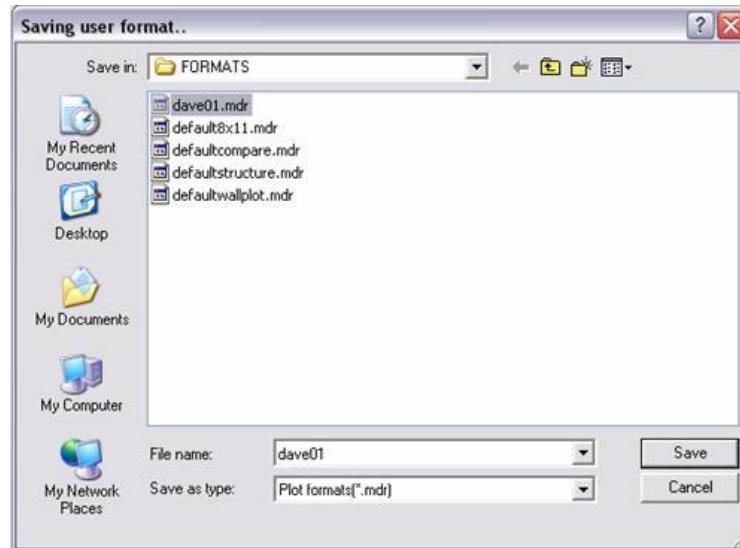 Saving user format..
Save in:
FORMATS
My Recent
Documents
Desktop
My Documents
My Computer
My Network
Places
dave01.mdr
default8x11.mdr
defaultcompare.mdr
defaultstructure.mdr
defaultwallplot.mdr
File name:
dave01
Save
Save as type:
Plot formats(*.mdr)
Cancel